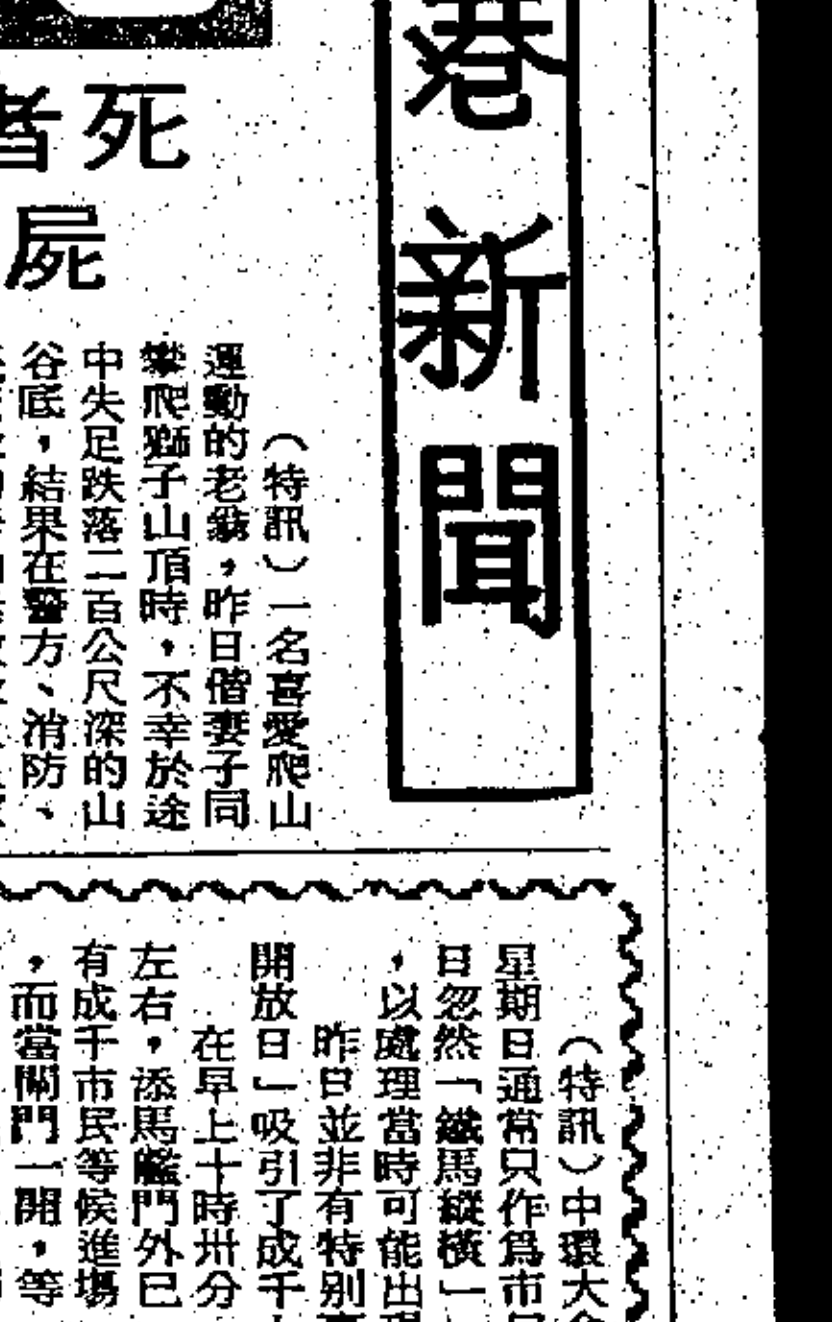 港新聞
死者
屍
（特訊）一名喜愛爬山
運動的老翁，昨日偕妻子同
攀爬獅子山頂時，不幸於途
中失足跌落二百公尺深的山
谷底，結果在警方、消防、
（特訊）中環大
星期日通常只作爲市
日忽然「鐵馬縱橫」
，以處理當時可能出
昨日並非有特別
開放日」吸引了成千
在早上十時卅分
左右，添馬艦門外已
有成千市民等候進場
，而當閘門一開，等